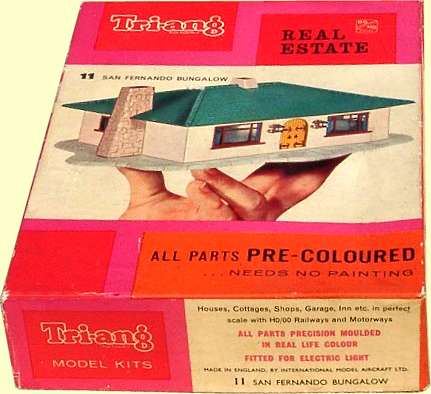 Tri-ang
REAL
ESTATE
11 SAN FERNANDO BUNGALOW
ALL PARTS PRE-COLOURED
...NEEDS NO PAINTING
Tri-ang
MODEL KITS
Houses, Cottages, Shops, Garage, Inn etc. in perfect
scale with H0/00 Railways and Motorways
ALL PARTS PRECISION MOULDED
IN REAL LIFE COLOUR
FITTED FOR ELECTRIC LIGHT
MADE IN ENGLAND, BY INTERNATIONAL MODEL AIRCRAFT LTD.
11 SAN FERNANDO BUNGALOW